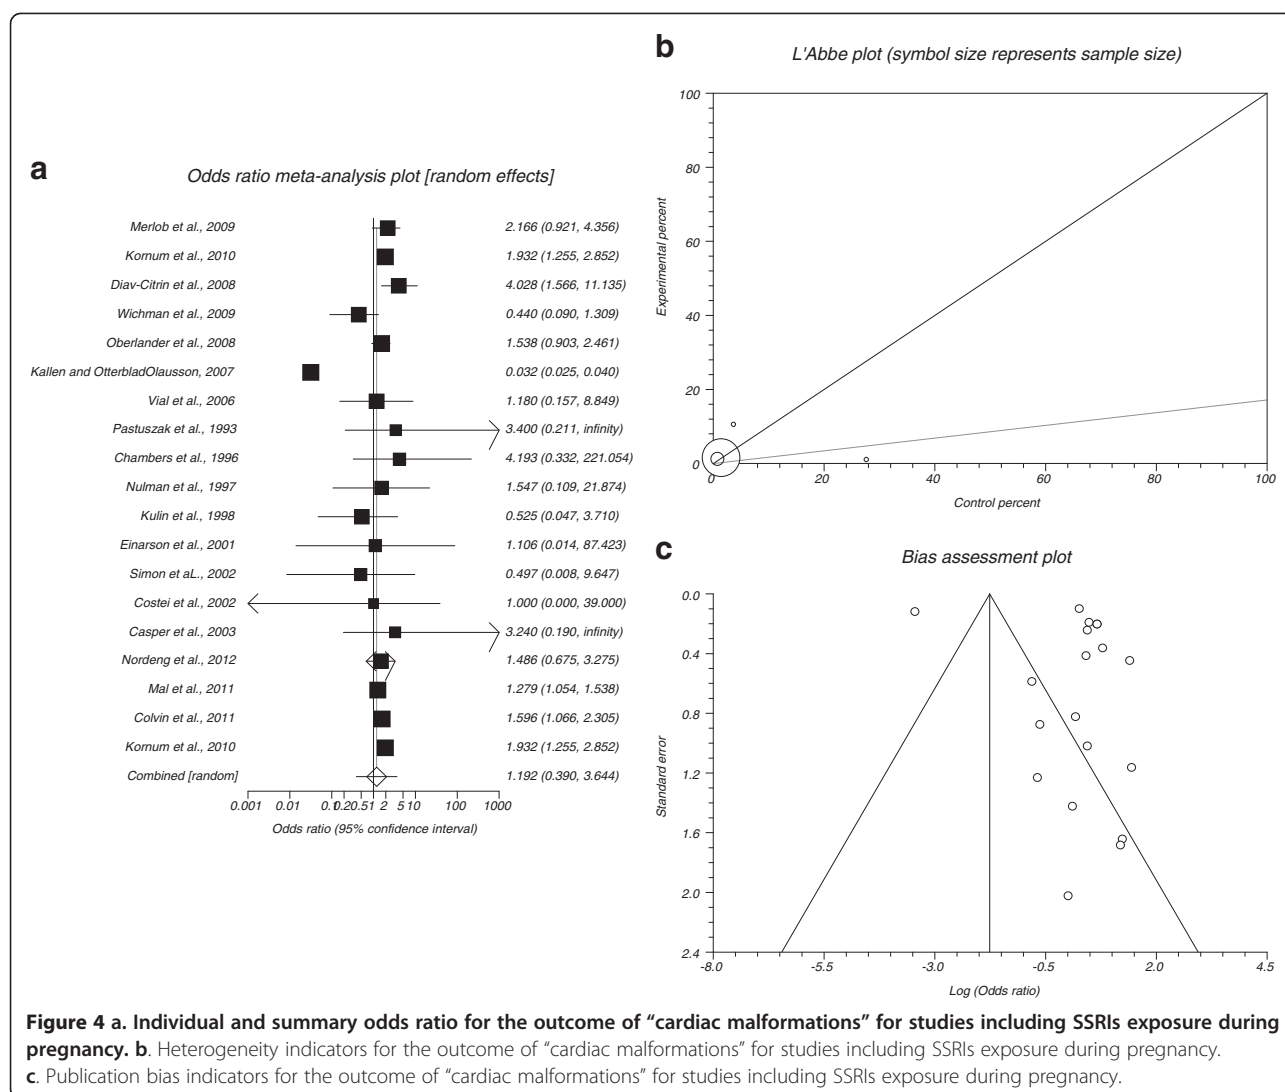 a
Odds ratio meta-analysis plot [random effects]
Merlob et al., 2009 2.166 (0.921, 4.356)
Kornum et al., 2010 1.932 (1.255, 2.852)
Diav-Citrin et al., 2008 4.028 (1.566, 11.135)
Wichman et al., 2009 0.440 (0.090, 1.309)
Oberlander et al., 2008 1.538 (0.903, 2.461)
Kallen and OtterbladOlausson, 2007 0.032 (0.025, 0.040)
Vial et al., 2006 1.180 (0.157, 8.849)
Pastuszak et al., 1993 3.400 (0.211, infinity)
Chambers et al., 1996 4.193 (0.332, 221.054)
Nulman et al., 1997 1.547 (0.109, 21.874)
Kulin et al., 1998 0.525 (0.047, 3.710)
Einarson et al., 2001 1.106 (0.014, 87.423)
Simon et aL., 2002 0.497 (0.008, 9.647)
Costei et al., 2002 1.000 (0.000, 39.000)
Casper et al., 2003 3.240 (0.190, infinity)
Nordeng et al., 2012 1.486 (0.675, 3.275)
Mal et al., 2011 1.279 (1.054, 1.538)
Colvin et al., 2011 1.596 (1.066, 2.305)
Kornum et al., 2010 1.932 (1.255, 2.852)
Combined [random] 1.192 (0.390, 3.644)
0.001 0.01 0.1 0.2 0.5 1 2 5 10 100 1000
Odds ratio (95% confidence interval)
b
L'Abbe plot (symbol size represents sample size)
Experimental percent
100
80
60
40
20
0
0 20 40 60 80 100
Control percent
c
Bias assessment plot
Standard error
0.0
0.4
0.8
1.2
1.6
2.0
2.4
-8.0 -5.5 -3.0 -0.5 2.0 4.5
Log (Odds ratio)
Figure 4 a. Individual and summary odds ratio for the outcome of “cardiac malformations” for studies including SSRIs exposure during
pregnancy. b. Heterogeneity indicators for the outcome of “cardiac malformations” for studies including SSRIs exposure during pregnancy.
c. Publication bias indicators for the outcome of “cardiac malformations” for studies including SSRIs exposure during pregnancy.